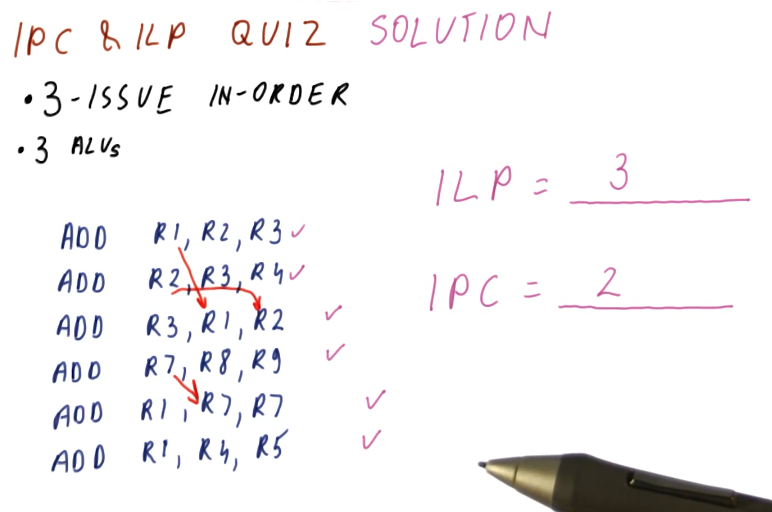 IPC & ILP QUIZ SOLUTION
• 3-ISSUE IN-ORDER
• 3 ALUs
ADD R1, R2, R3 ✓
ADD R2, R3, R4 ✓
ADD R3, R1, R2 ✓
ADD R7, R8, R9 ✓
ADD R1, R7, R7 ✓
ADD R1, R4, R5 ✓
ILP = 3
IPC = 2